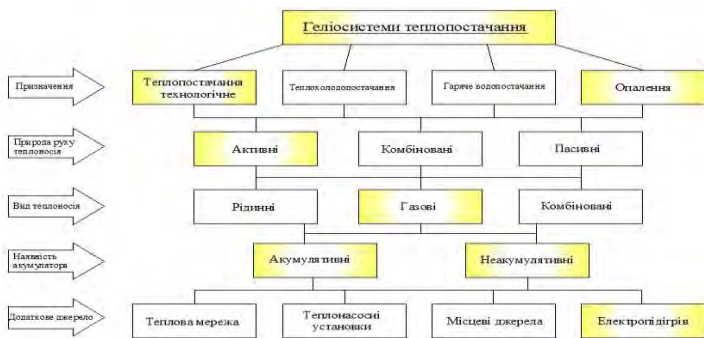 Геліосистеми теплопостачання
Призначення
Теплопостачання
технологічне
Теплохолодопостачання
Гаряче водопостачання
Опалення
Природа руху
теплоносія
Активні
Комбіновані
Пасивні
Вид теплоносія
Рідинні
Газові
Комбіновані
Наявність
акумулятора
Акумулятивні
Неакумулятивні
Додаткове джерело
Теплова мережа
Теплонасосні
установки
Місцеві джерела
Електропідігрів